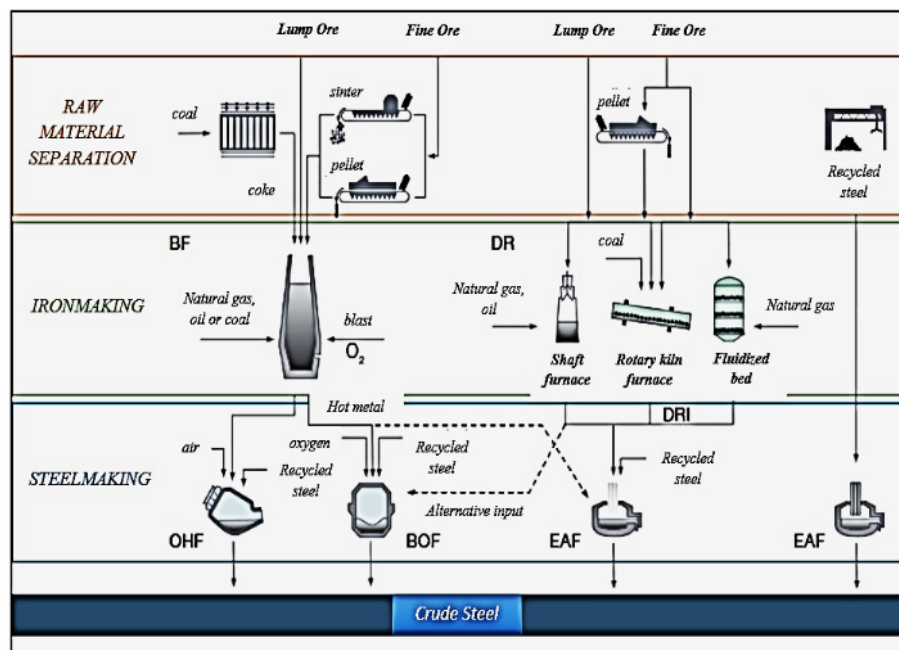 Lump Ore
Fine Ore
Lump Ore
Fine Ore
RAW
MATERIAL
SEPARATION
coal
coke
sinter
pellet
pellet
Recycled
steel
IRONMAKING
BF
Natural gas,
oil or coal
blast
O₂
DR
coal
Natural gas,
oil
Natural gas
Shaft
furnace
Rotary kiln
furnace
Fluidized
bed
STEELMAKING
Hot metal
DRI
air
Recycled
steel
oxygen
Recycled
steel
Alternative input
Recycled
steel
OHF
BOF
EAF
EAF
Crude Steel